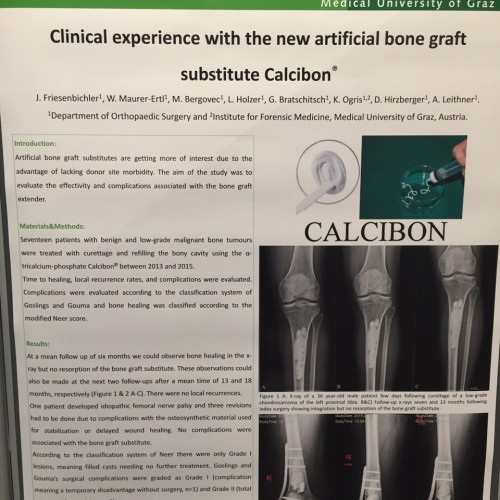 Medical University of Graz
Clinical experience with the new artificial bone graft
substitute Calcibon®
J. Friesenbichler¹, W. Maurer-Ertl¹, M. Bergovec¹, L. Holzer¹, G. Bratschitsch¹, K. Ogris¹,², D. Hirzberger¹, A. Leithner¹.
¹Department of Orthopaedic Surgery and ²Institute for Forensic Medicine, Medical University of Graz, Austria.
Introduction:
Artificial bone graft substitutes are getting more of interest due to the
advantage of lacking donor site morbidity. The aim of the study was to
evaluate the effectivity and complications associated with the bone graft
extender.
Materials&Methods:
Seventeen patients with benign and low-grade malignant bone tumours
were treated with curettage and refilling the bony cavity using the α-
tricalcium-phosphate Calcibon® between 2013 and 2015.
Time to healing, local recurrence rates, and complications were evaluated.
Complications were evaluated according to the classification system of
Goslings and Gouma and bone healing was classified according to the
modified Neer score.
Results:
At a mean follow up of six months we could observe bone healing in the x-
ray but no resorption of the bone graft substitute. These observations could
also be made at the next two follow-ups after a mean time of 13 and 18
months, respectively (Figure 1 & 2 A-C). There were no local recurrences.
One patient developed idiopathic femoral nerve palsy and three revisions
had to be done due to complications with the osteosynthetic material used
for stabilisation or delayed wound healing. No complications were
associated with the bone graft substitute.
According to the classification system of Neer there were only Grade I
lesions, meaning filled cysts needing no further treatment. Goslings and
Gouma's surgical complications were graded as Grade I (complication
meaning a temporary disadvantage without surgery, n=1) and Grade II (total
CALCIBON
A
B
C
Figure 1 A. X-ray of a 36 year-old male patient few days following curettage of a low-grade
chondrosarcoma of the left proximal tibia. B&C) Follow-up x-rays seven and 13 months following
index surgery showing integration but no resorption of the bone graft substitute.